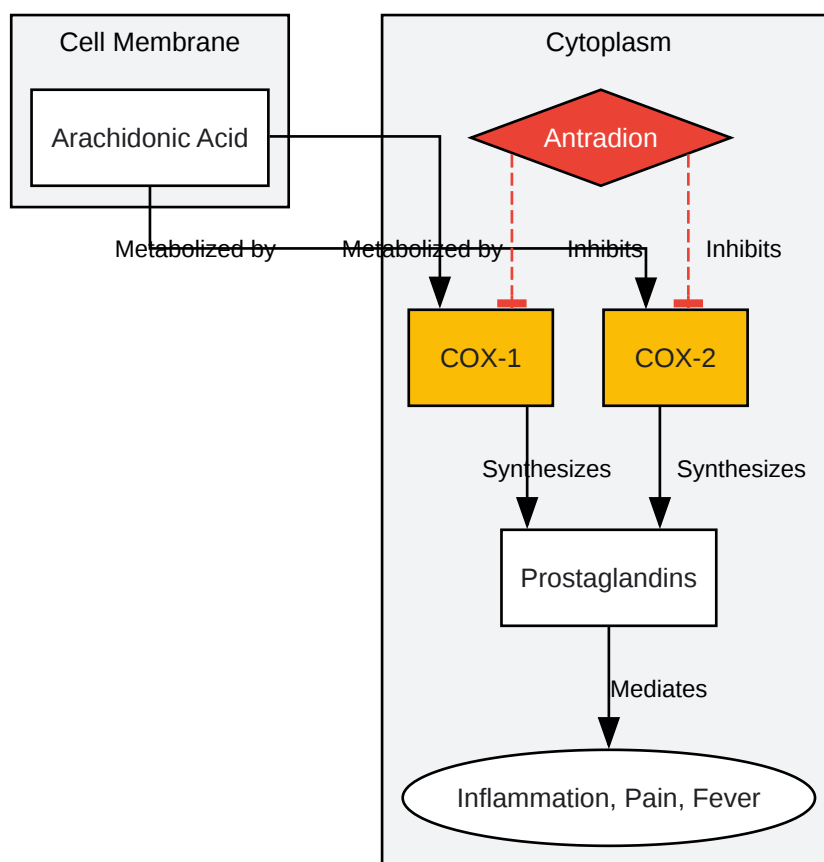 Cell Membrane
Cytoplasm
Arachidonic Acid
Antradion
Metabolized by
Metabolized by
Inhibits
Inhibits
COX-1
COX-2
Synthesizes
Synthesizes
Prostaglandins
Mediates
Inflammation, Pain, Fever